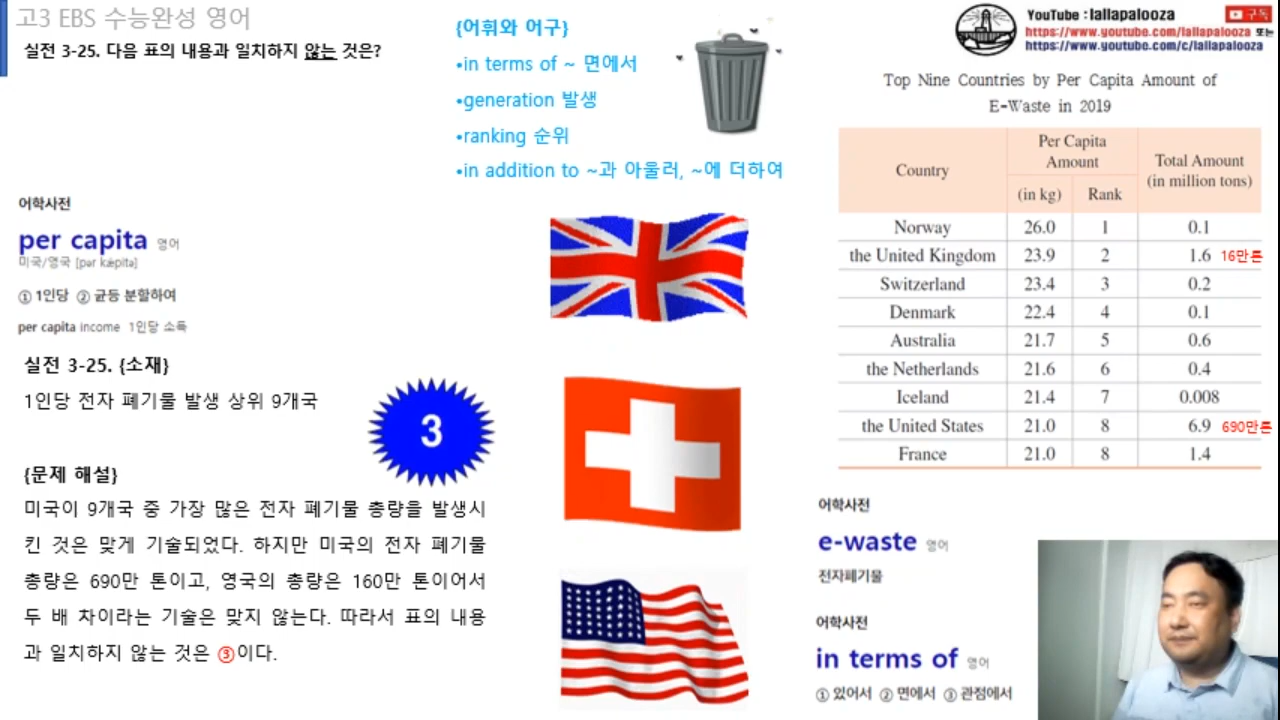 고3 EBS 수능완성 영어
실전 3-25. 다음 표의 내용과 일치하지 않는 것은?
어학사전
per capita 영어
미국/영국 [pər kǽpitə]
① 1인당 ② 균등 분할하여
per capita income 1인당 소득
실전 3-25. {소재}
1인당 전자 폐기물 발생 상위 9개국
3
{문제 해설}
미국이 9개국 중 가장 많은 전자 폐기물 총량을 발생시
킨 것은 맞게 기술되었다. 하지만 미국의 전자 폐기물
총량은 690만 톤이고, 영국의 총량은 160만 톤이어서
두 배 차이라는 기술은 맞지 않는다. 따라서 표의 내용
과 일치하지 않는 것은 ③이다.
{어휘와 어구}
•in terms of ~ 면에서
•generation 발생
•ranking 순위
•in addition to ~과 아울러, ~에 더하여
YouTube : lallapalooza 구독
https://www.youtube.com/lallapalooza 또는
https://www.youtube.com/c/lallapalooza
Top Nine Countries by Per Capita Amount of
E-Waste in 2019
Country Per Capita Amount Total Amount (in million tons)
(in kg) Rank
Norway 26.0 1 0.1
the United Kingdom 23.9 2 1.6 16만톤
Switzerland 23.4 3 0.2
Denmark 22.4 4 0.1
Australia 21.7 5 0.6
the Netherlands 21.6 6 0.4
Iceland 21.4 7 0.008
the United States 21.0 8 6.9 690만톤
France 21.0 8 1.4
어학사전
e-waste 영어
전자폐기물
어학사전
in terms of 영어
① 있어서 ② 면에서 ③ 관점에서